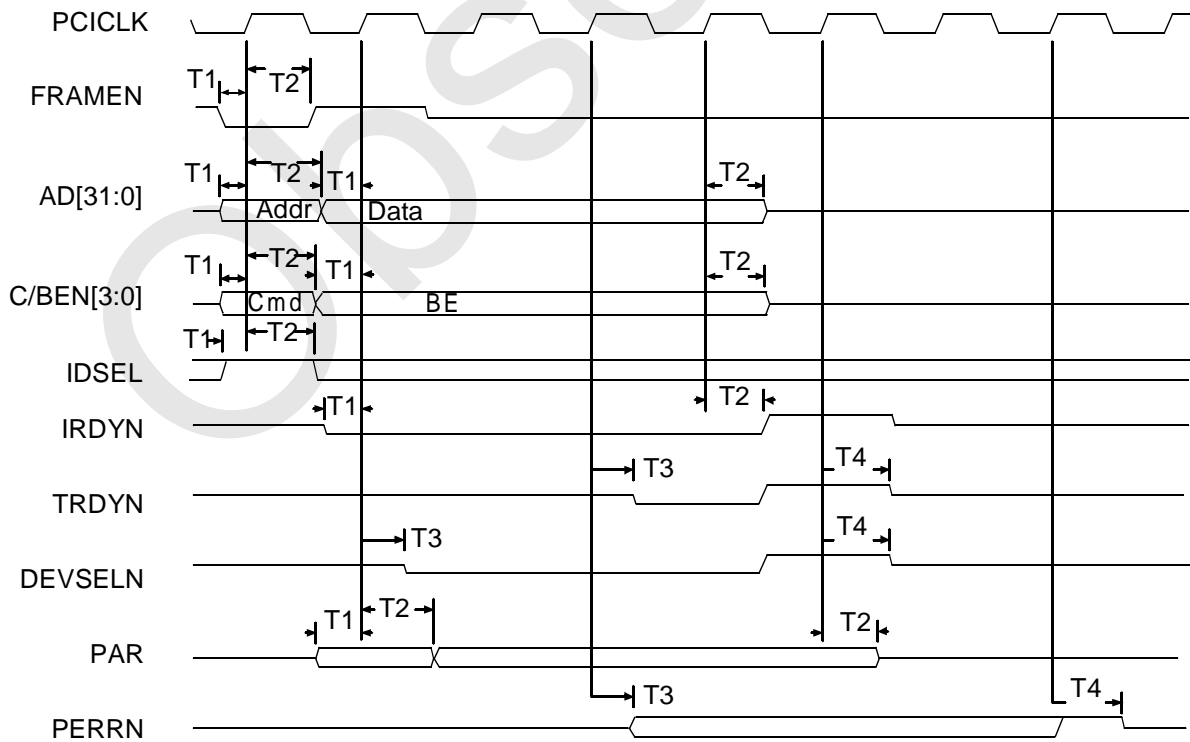 PCICLK
T1 T2
FRAMEN
T1 T2 T1 T2
AD[31:0]
Addr Data
T1 T2 T1 T2
C/BEN[3:0]
Cmd BE
T1 T2
IDSEL
T1 T2
IRDYN
T3 T4
TRDYN
T3 T4
DEVSELN
T1 T2 T2
PAR
T3 T4
PERRN